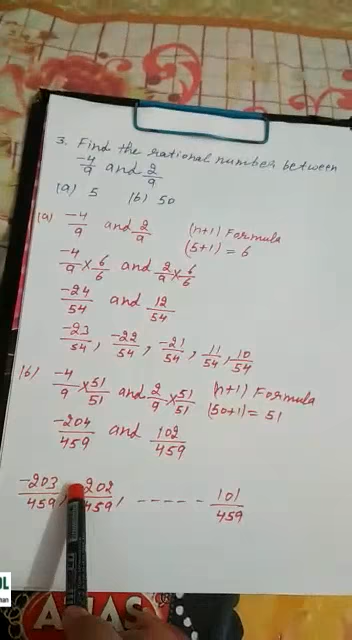 3. Find the rational number between
-4/9 and 2/9
(a) 5 (b) 50
(a) -4/9 and 2/9 (n+1) Formula
(5+1) = 6
-4/9 × 6/6 and 2/9 × 6/6
-24/54 and 12/54
-23/54, -22/54, -21/54, 11/54, 10/54
(b) -4/9 × 51/51 and 2/9 × 51/51 (n+1) Formula
(50+1) = 51
-204/459 and 102/459
-203/459, -202/459, ----- - 101/459